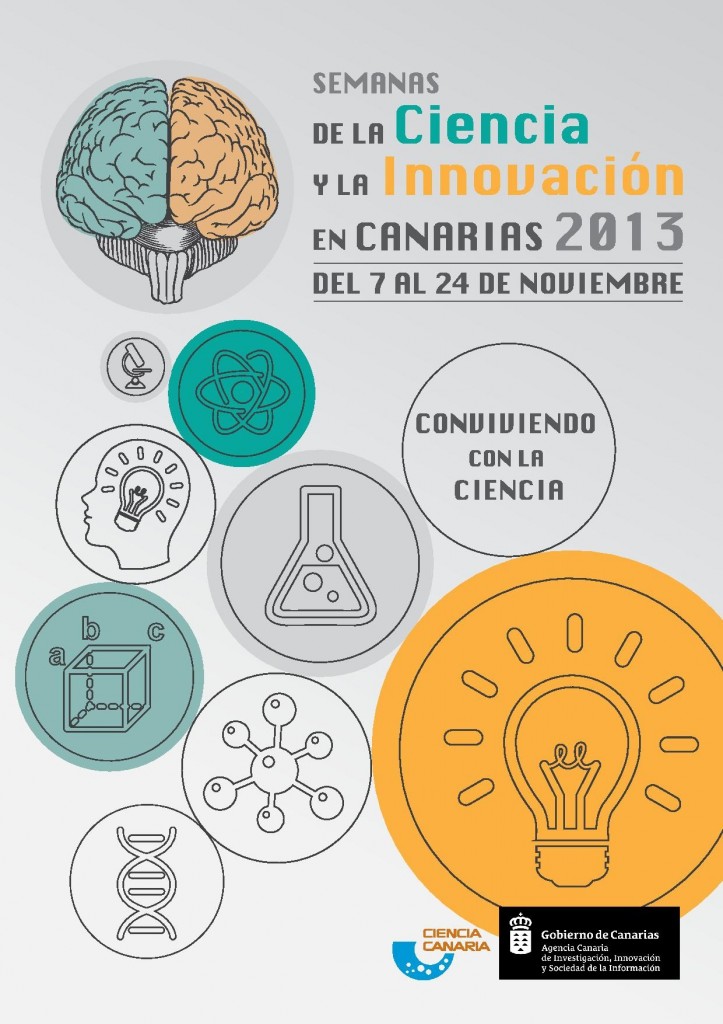 SEMANAS
DE LA Ciencia
Y LA Innovación
EN CANARIAS 2013
DEL 7 AL 24 DE NOVIEMBRE
CONVIVIENDO
CON LA
CIENCIA
a b c
CIENCIA
CANARIA
Gobierno de Canarias
Agencia Canaria
de Investigación, Innovación
y Sociedad de la Información